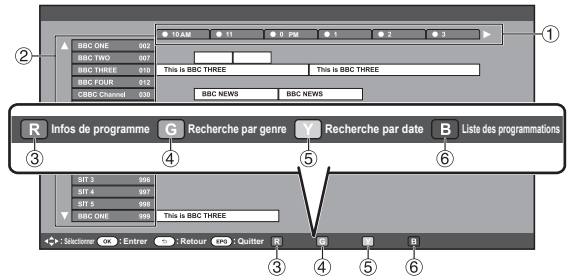 10 AM 11 0 PM 1 2 3 ①
②
BBC ONE 002
BBC TWO 007
BBC THREE 010 This is BBC THREE This is BBC THREE
BBC FOUR 012
CBBC Channel 030 BBC NEWS BBC NEWS
R Infos de programme G Recherche par genre Y Recherche par date B Liste des programmations
③ ④ ⑤ ⑥
SIT 3 996
SIT 4 997
SIT 5 998
BBC ONE 999 This is BBC THREE
: Sélectionner OK : Entrer : Retour EPG : Quitter R G Y B
③ ④ ⑤ ⑥